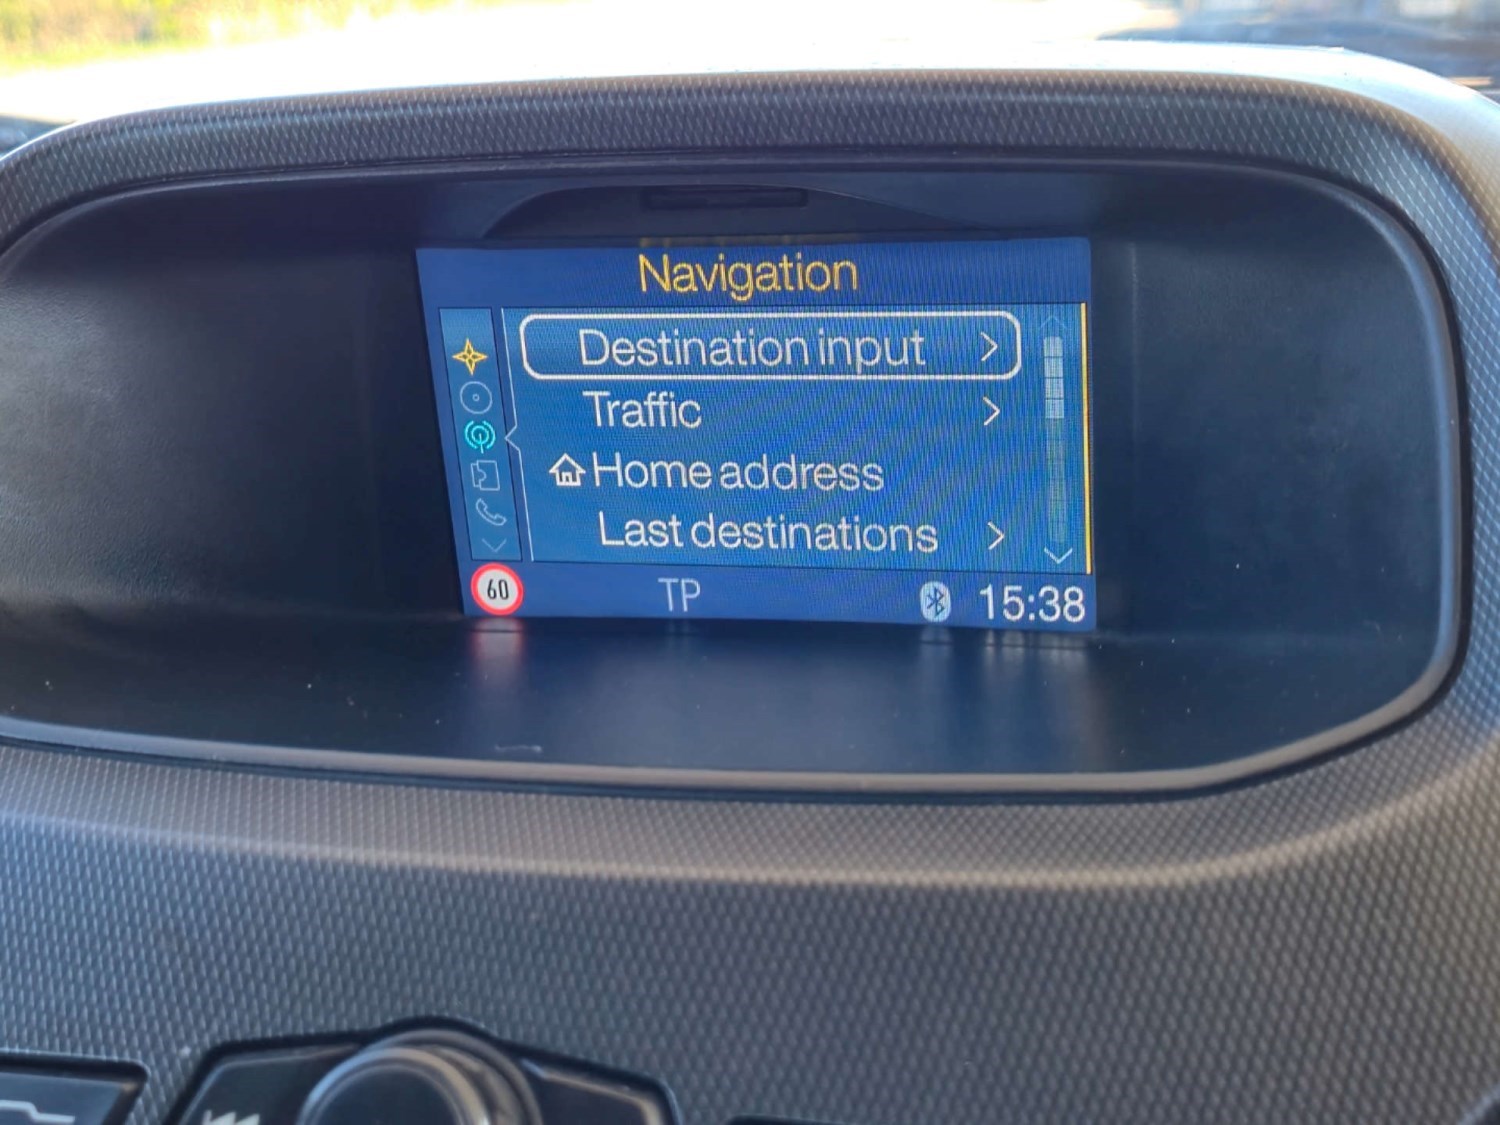 Navigation
Destination input
Traffic
Home address
Last destinations
60 TP 15:38